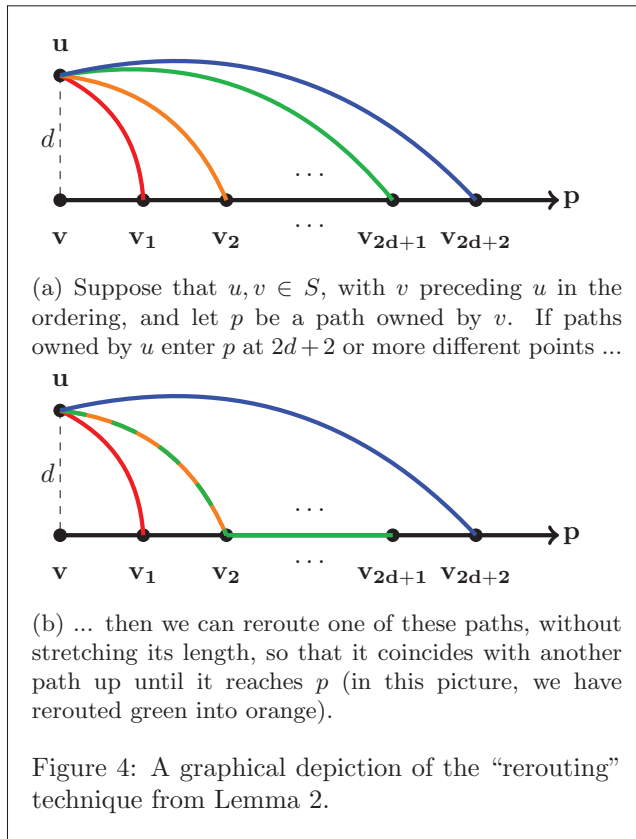 u
d
...
p
...
v v₁ v₂ v₂d+1 v₂d+2
(a) Suppose that u, v ∈ S, with v preceding u in the
ordering, and let p be a path owned by v. If paths
owned by u enter p at 2d + 2 or more different points ...
u
d
...
p
...
v v₁ v₂ v₂d+1 v₂d+2
(b) ... then we can reroute one of these paths, without
stretching its length, so that it coincides with another
path up until it reaches p (in this picture, we have
rerouted green into orange).
Figure 4: A graphical depiction of the “rerouting”
technique from Lemma 2.